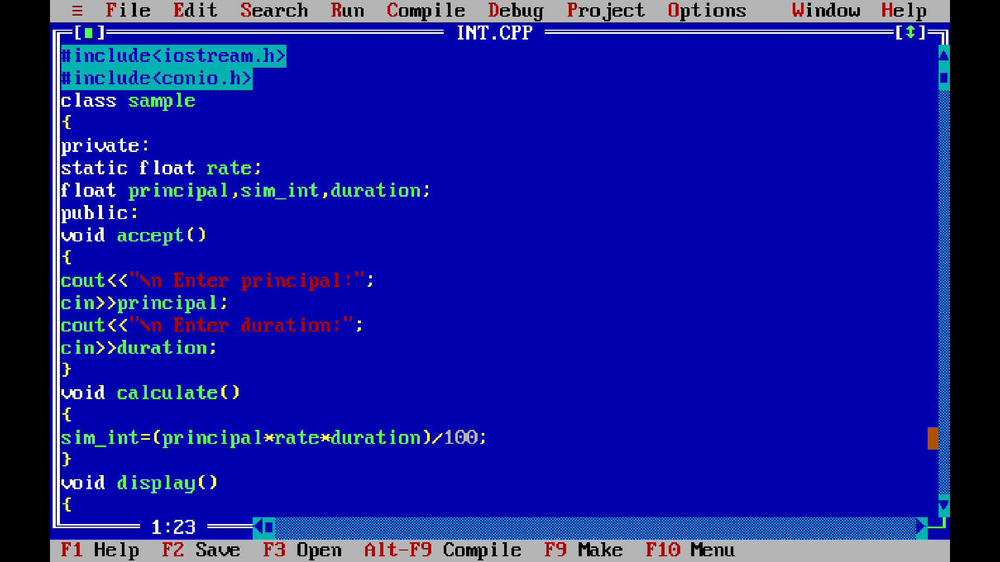 ≡ File Edit Search Run Compile Debug Project Options Window Help
[■] INT.CPP [↕]
#include<iostream.h>
#include<conio.h>
class sample
{
private:
static float rate;
float principal,sim_int,duration;
public:
void accept()
{
cout<<"\n Enter principal:";
cin>>principal;
cout<<"\n Enter duration:";
cin>>duration;
}
void calculate()
{
sim_int=(principal*rate*duration)/100;
}
void display()
{
1:23
F1 Help F2 Save F3 Open Alt-F9 Compile F9 Make F10 Menu